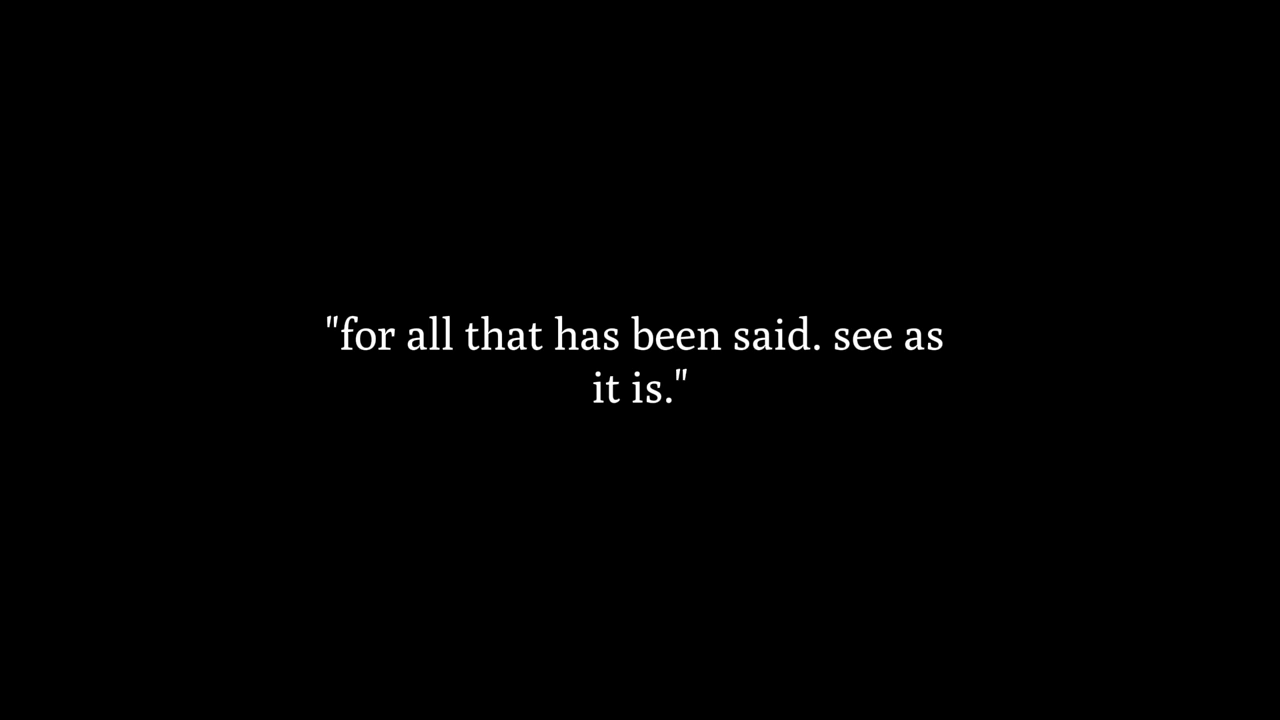 "for all that has been said. see as
it is."